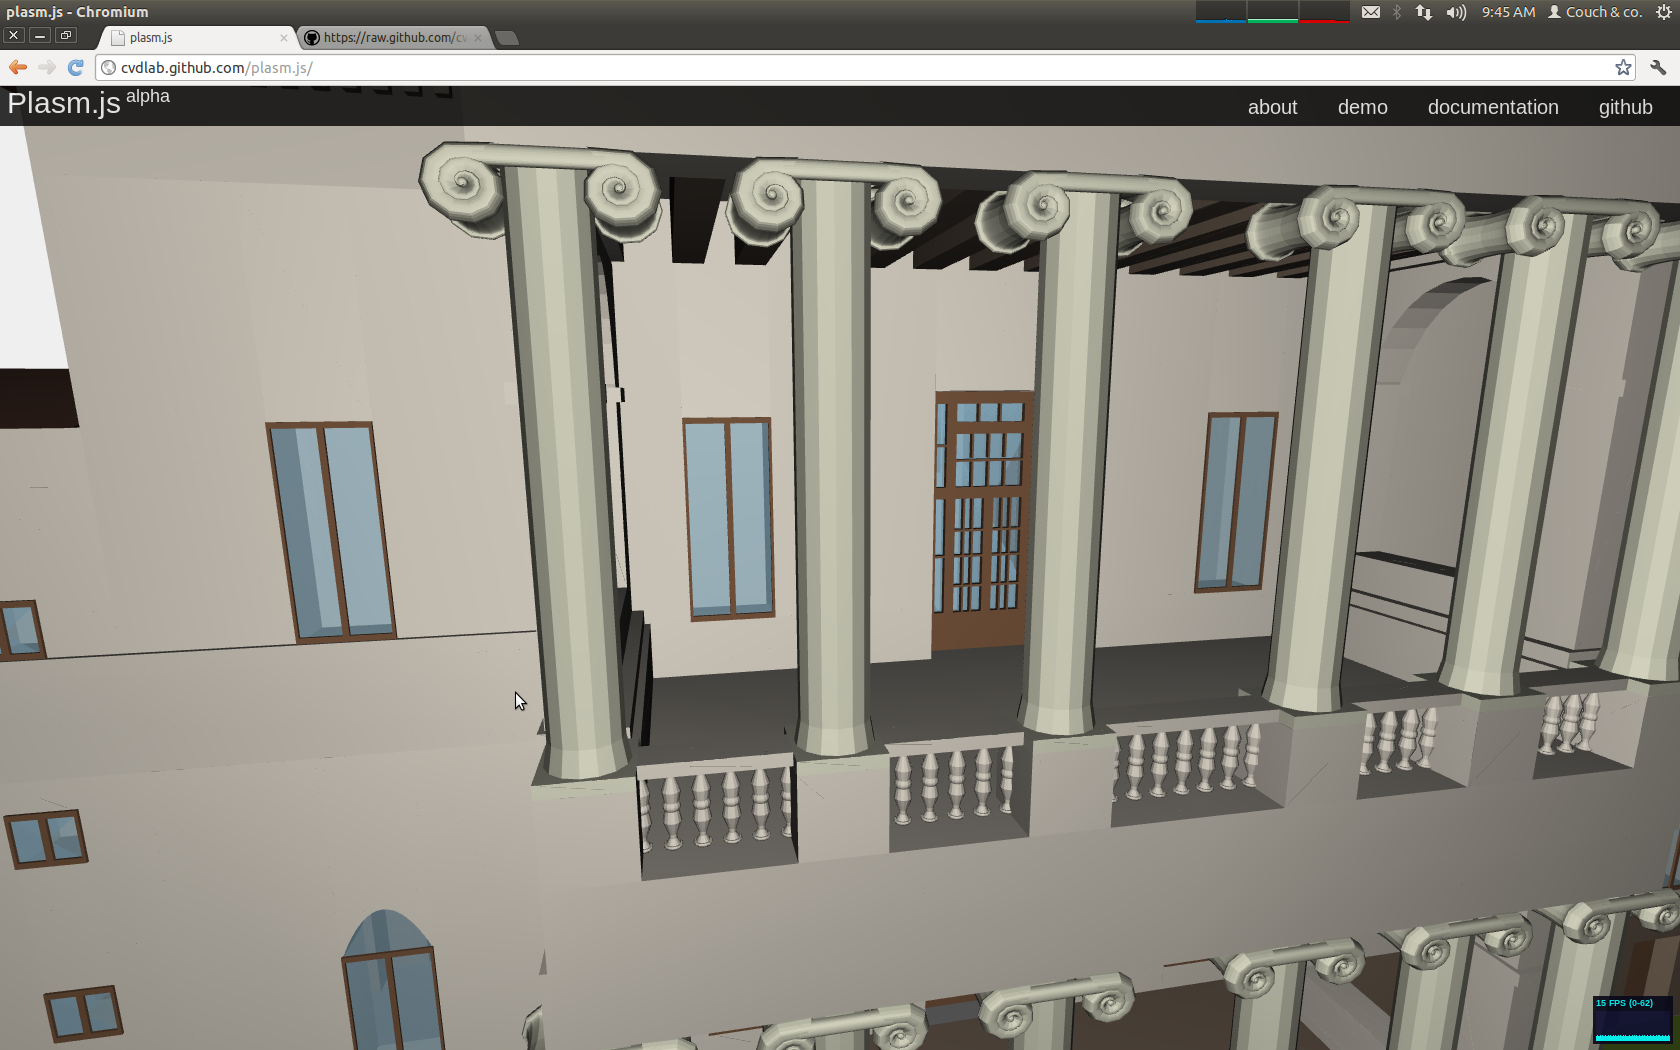 plasm.js - Chromium
9:45 AM
Couch & co.
plasm.js
https://raw.github.com/cv
cvdlab.github.com/plasm.js/
Plasm.js alpha
about
demo
documentation
github
15 FPS (0-62)